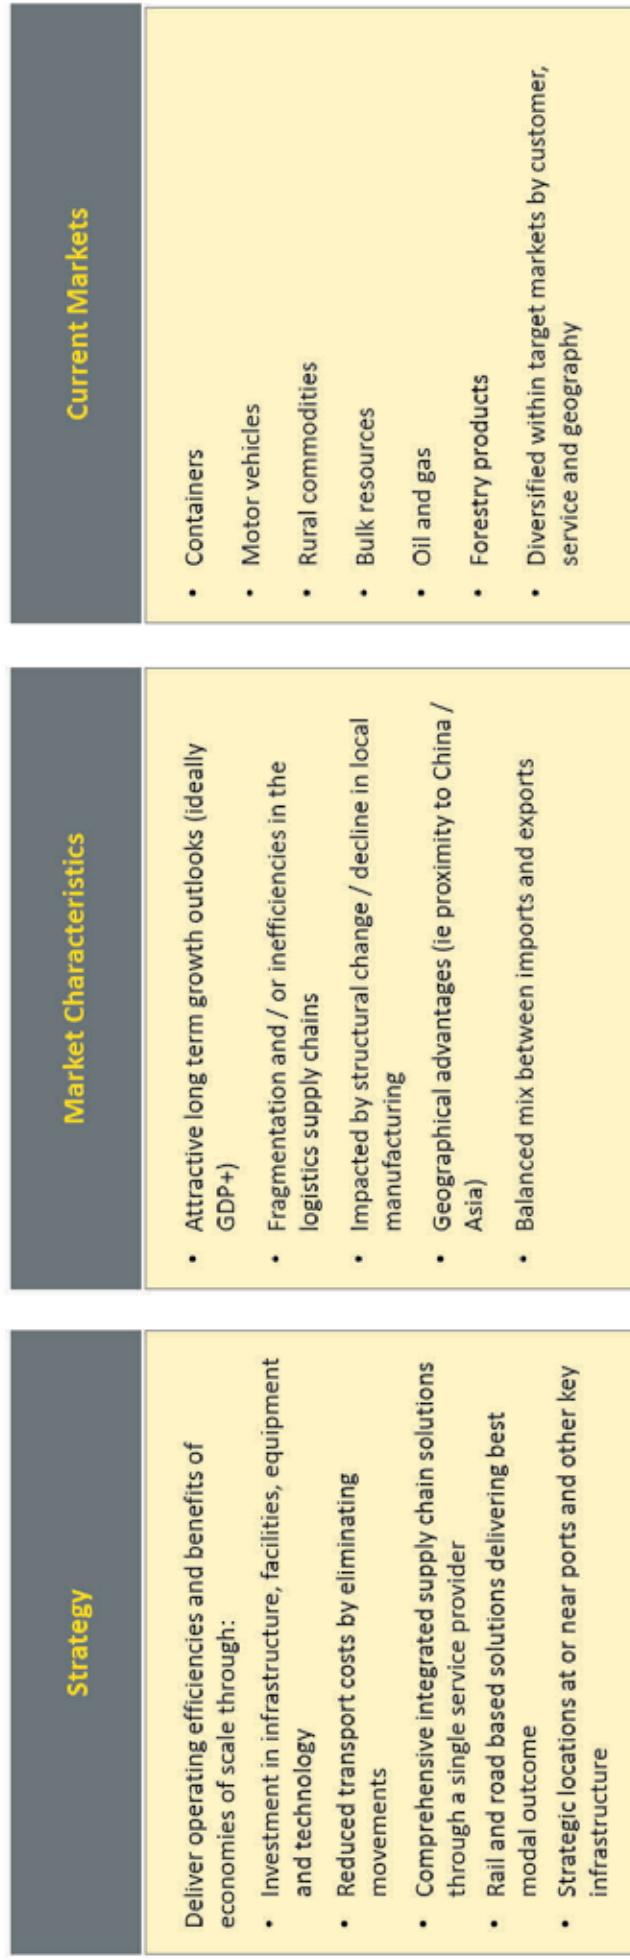 Strategy
Deliver operating efficiencies and benefits of
economies of scale through:
• Investment in infrastructure, facilities, equipment
and technology
• Reduced transport costs by eliminating
movements
• Comprehensive integrated supply chain solutions
through a single service provider
• Rail and road based solutions delivering best
modal outcome
• Strategic locations at or near ports and other key
infrastructure
Market Characteristics
• Attractive long term growth outlooks (ideally
GDP+)
• Fragmentation and / or inefficiencies in the
logistics supply chains
• Impacted by structural change / decline in local
manufacturing
• Geographical advantages (ie proximity to China /
Asia)
• Balanced mix between imports and exports
Current Markets
• Containers
• Motor vehicles
• Rural commodities
• Bulk resources
• Oil and gas
• Forestry products
• Diversified within target markets by customer,
service and geography